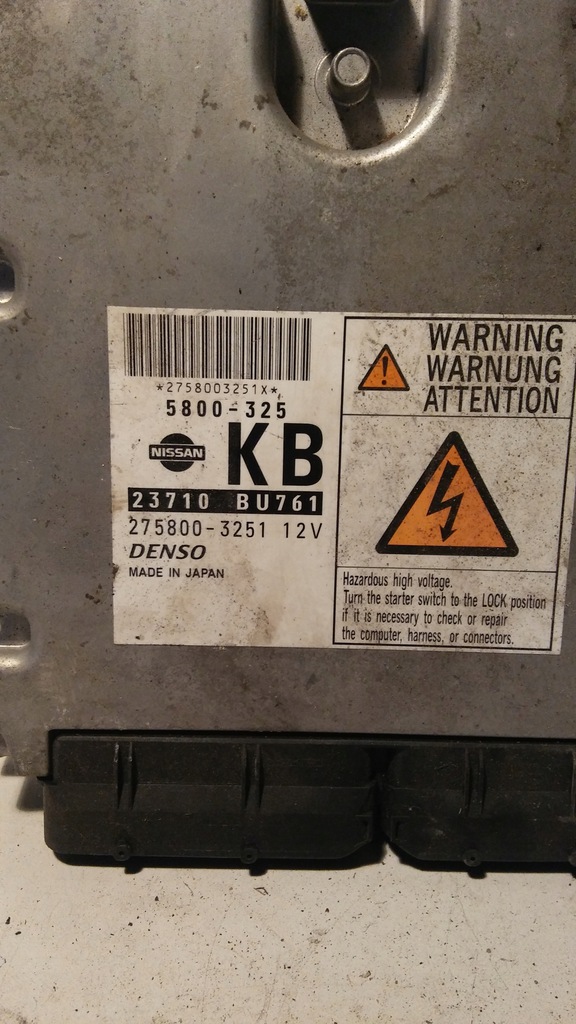 *2758003251X*
5800-325
NISSAN
KB
23710 BU761
275800-3251 12V
DENSO
MADE IN JAPAN
WARNING
WARNUNG
ATTENTION
Hazardous high voltage.
Turn the starter switch to the LOCK position
if it is necessary to check or repair
the computer, harness, or connectors.